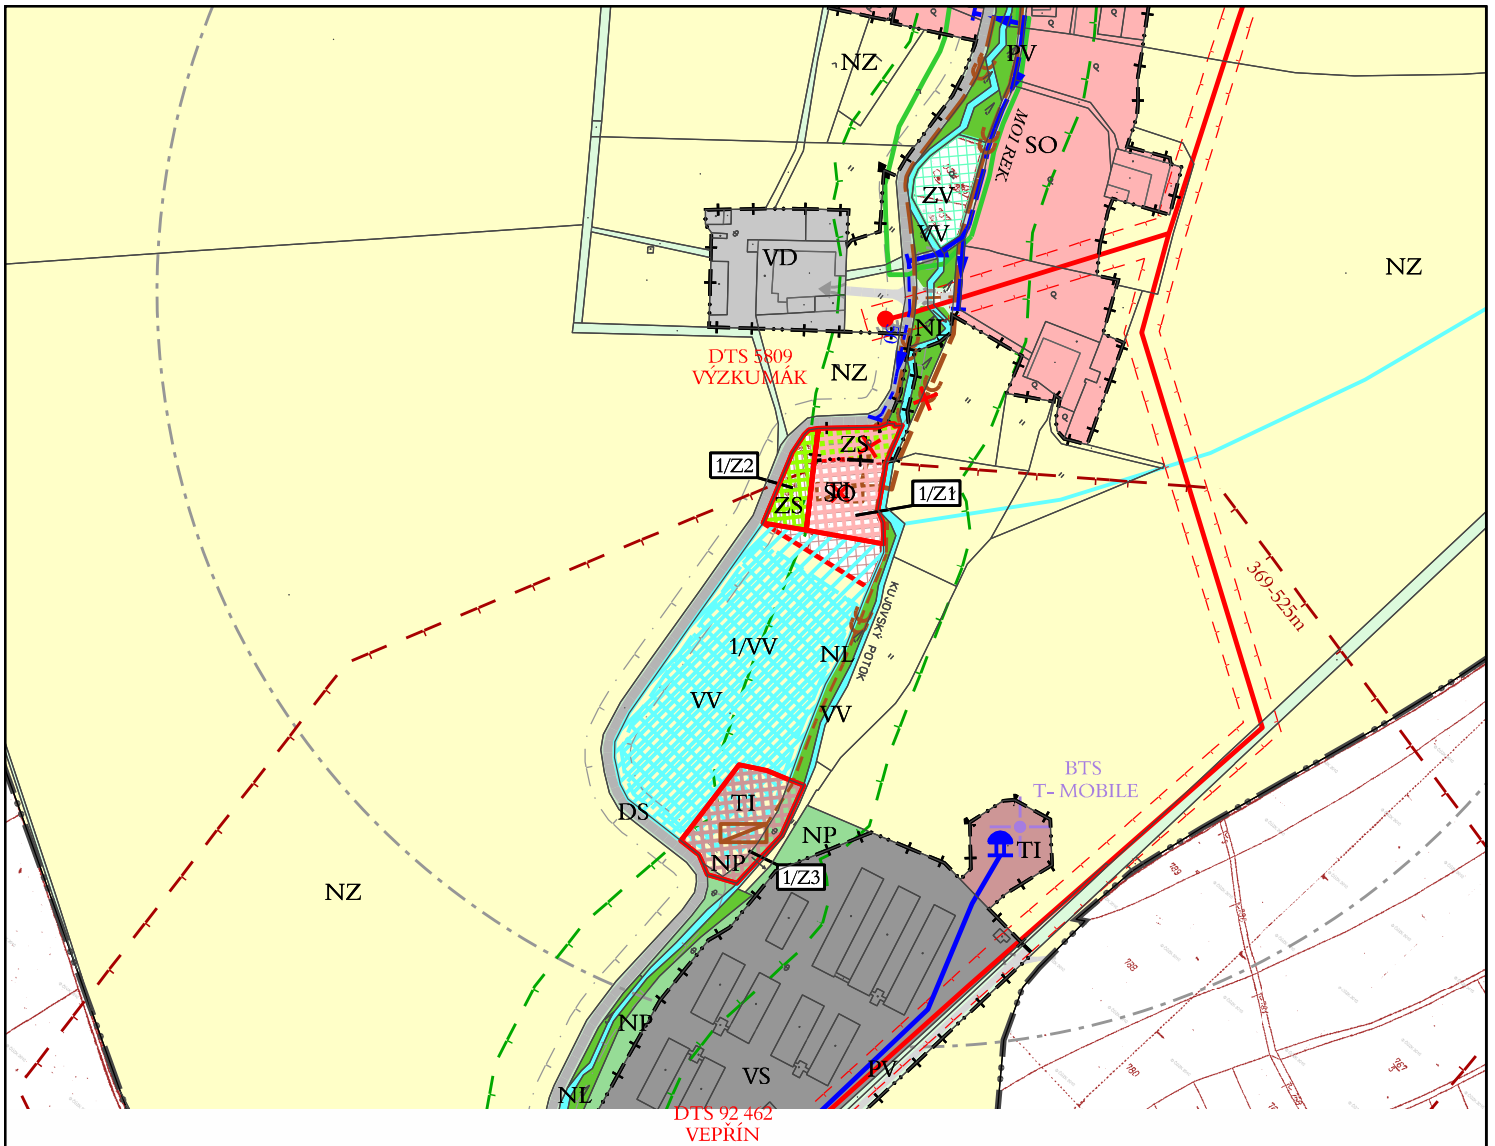 PV
NZ
MOI REK.
SO
ZV
VV
VD
NZ
NL
DTS 5809
VÝZKUMÁK
NZ
ZS
1/Z2
SO
1/Z1
ZS
369-525m
KUJOVSKÝ POTOK
1/VV
NL
VV
VV
BTS
T- MOBILE
TI
DS
NP
TI
NP
1/Z3
NZ
NP
VS
PV
NL
DTS 92 462
VEPŘÍN
788
780